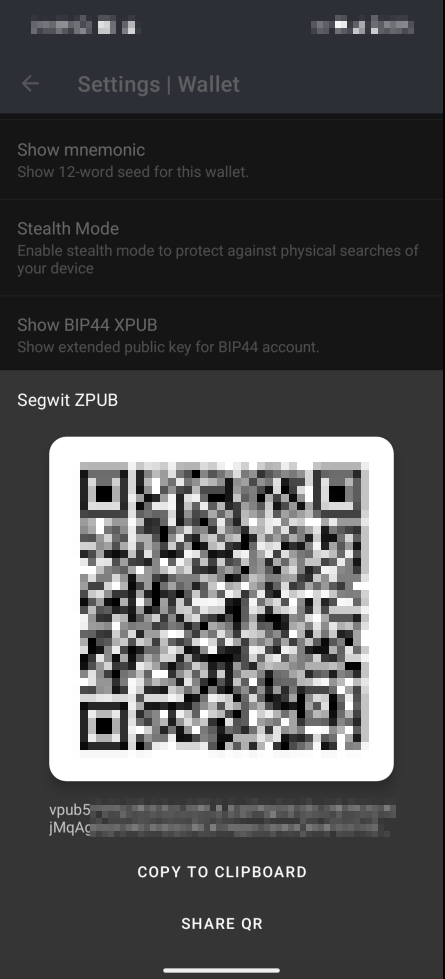 Settings | Wallet
Show mnemonic
Show 12-word seed for this wallet.
Stealth Mode
Enable stealth mode to protect against physical searches of
your device
Show BIP44 XPUB
Show extended public key for BIP44 account.
Segwit ZPUB
vpub5
jMqAg
COPY TO CLIPBOARD
SHARE QR